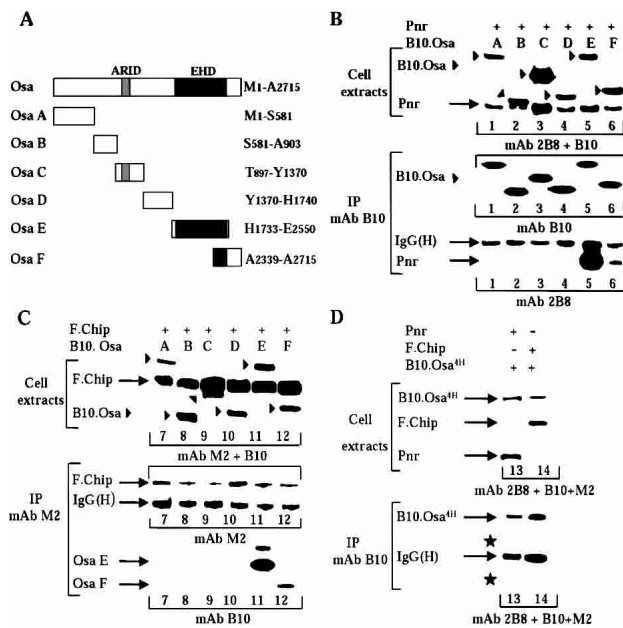 A
ARID EHD
Osa M1-A2715
Osa A M1-S581
Osa B S581-A903
Osa C T897-Y1370
Osa D Y1370-H1740
Osa E H1733-E2550
Osa F A2339-A2715
B
Pnr + + + + + +
B10.Osa A B C D E F
Cell extracts
B10.Osa
Pnr
1 2 3 4 5 6
mAb 2B8 + B10
IP mAb B10
B10.Osa
1 2 3 4 5 6
mAb B10
IgG(H)
Pnr
1 2 3 4 5 6
mAb 2B8
C
F.Chip + + + + + +
B10. Osa A B C D E F
Cell extracts
F.Chip
B10.Osa
7 8 9 10 11 12
mAb M2 + B10
IP mAb M2
F.Chip
IgG(H)
7 8 9 10 11 12
mAb M2
Osa E
Osa F
7 8 9 10 11 12
mAb B10
D
Pnr + -
F.Chip - +
B10.Osa4H + +
Cell extracts
B10.Osa4H
F.Chip
Pnr
13 14
mAb 2B8 + B10+M2
IP mAb B10
B10.Osa4H
IgG(H)
13 14
mAb 2B8 + B10+M2